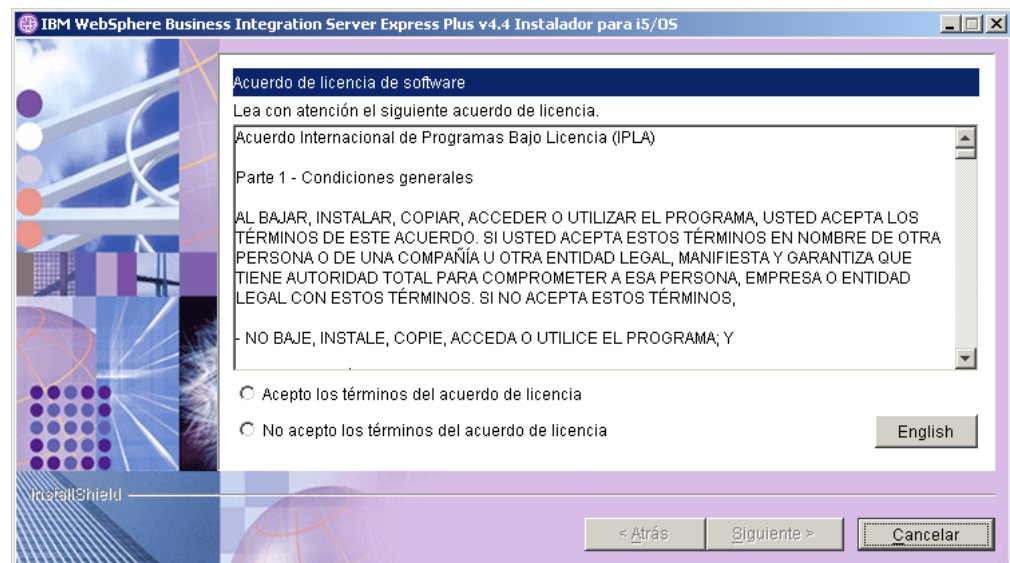 IBM WebSphere Business Integration Server Express Plus v4.4 Instalador para i5/OS
Acuerdo de licencia de software
Lea con atención el siguiente acuerdo de licencia.
Acuerdo Internacional de Programas Bajo Licencia (IPLA)
Parte 1 - Condiciones generales
AL BAJAR, INSTALAR, COPIAR, ACCEDER O UTILIZAR EL PROGRAMA, USTED ACEPTA LOS
TÉRMINOS DE ESTE ACUERDO. SI USTED ACEPTA ESTOS TÉRMINOS EN NOMBRE DE OTRA
PERSONA O DE UNA COMPAÑÍA U OTRA ENTIDAD LEGAL, MANIFIESTA Y GARANTIZA QUE
TIENE AUTORIDAD TOTAL PARA COMPROMETER A ESA PERSONA, EMPRESA O ENTIDAD
LEGAL CON ESTOS TÉRMINOS. SI NO ACEPTA ESTOS TÉRMINOS,
- NO BAJE, INSTALE, COPIE, ACCEDA O UTILICE EL PROGRAMA; Y
Acepto los términos del acuerdo de licencia
No acepto los términos del acuerdo de licencia
English
InstallShield
< Atrás
Siguiente >
Cancelar